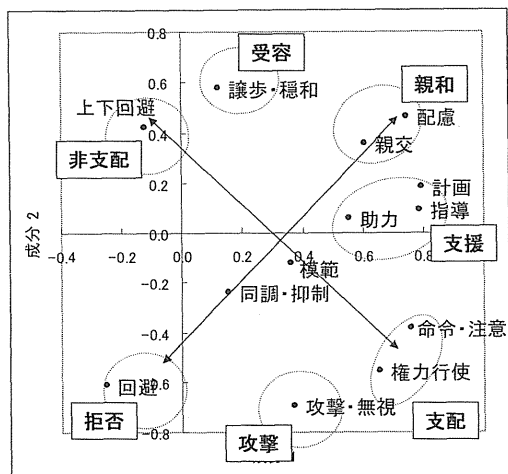 0.8
受容
0.6
譲歩・穏和
親和
配慮
上下回避
0.4
親交
非支配
0.2
計画
指導
助力
支援
成分 2
-0.4
-0.2
0.0
0.0
0.2
0.4
0.6
0.8
模範
-0.2
同調・抑制
-0.4
命令・注意
権力行使
回避
-0.6
攻撃・無視
拒否
-0.8
攻撃
支配